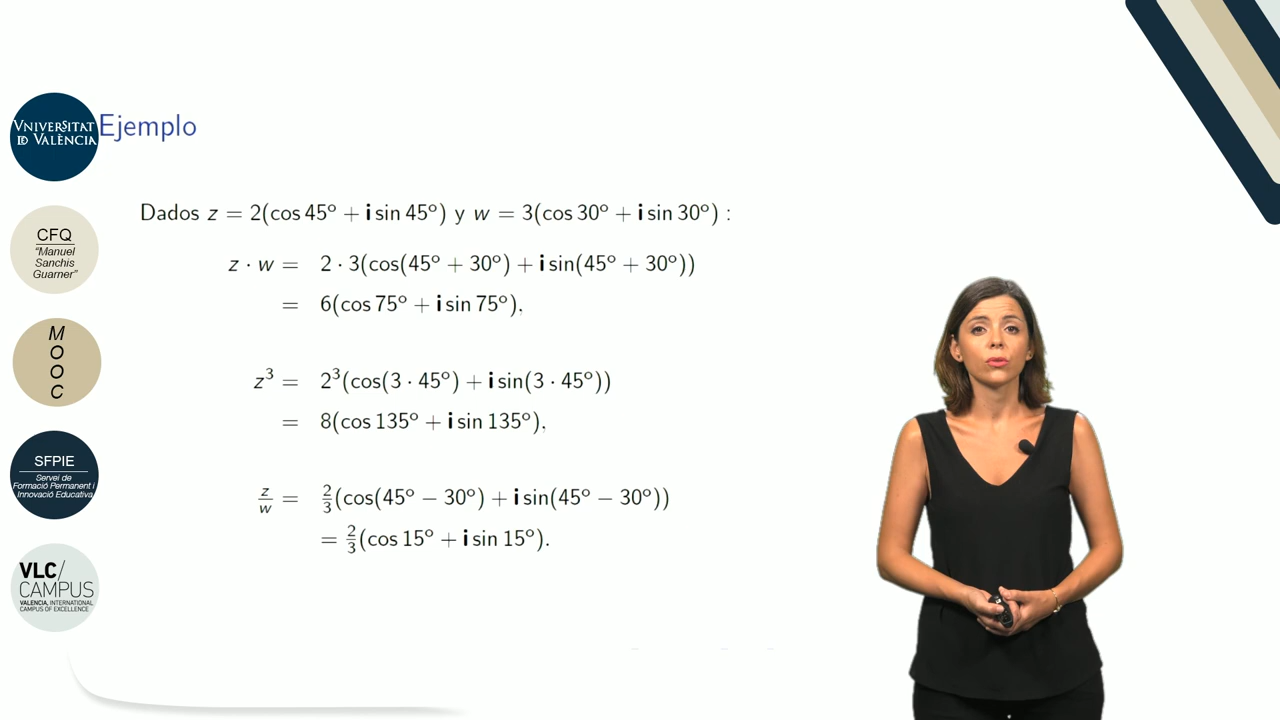 VNIVERSITAT
ID VALÈNCIA
Ejemplo
Dados z = 2(cos 45º + i sin 45º) y w = 3(cos 30º + i sin 30º) :
z · w = 2 · 3(cos(45º + 30º) + i sin(45º + 30º))
= 6(cos 75º + i sin 75º),
z³ = 2³(cos(3 · 45º) + i sin(3 · 45º))
= 8(cos 135º + i sin 135º),
z/w = 2/3(cos(45º − 30º) + i sin(45º − 30º))
= 2/3(cos 15º + i sin 15º).
CFQ
“Manuel
Sanchis
Guarner”
M
O
O
C
SFPIE
Servei de
Formació Permanent i
Innovació Educativa
VLC/
CAMPUS
VALENCIA, INTERNATIONAL
CAMPUS OF EXCELLENCE